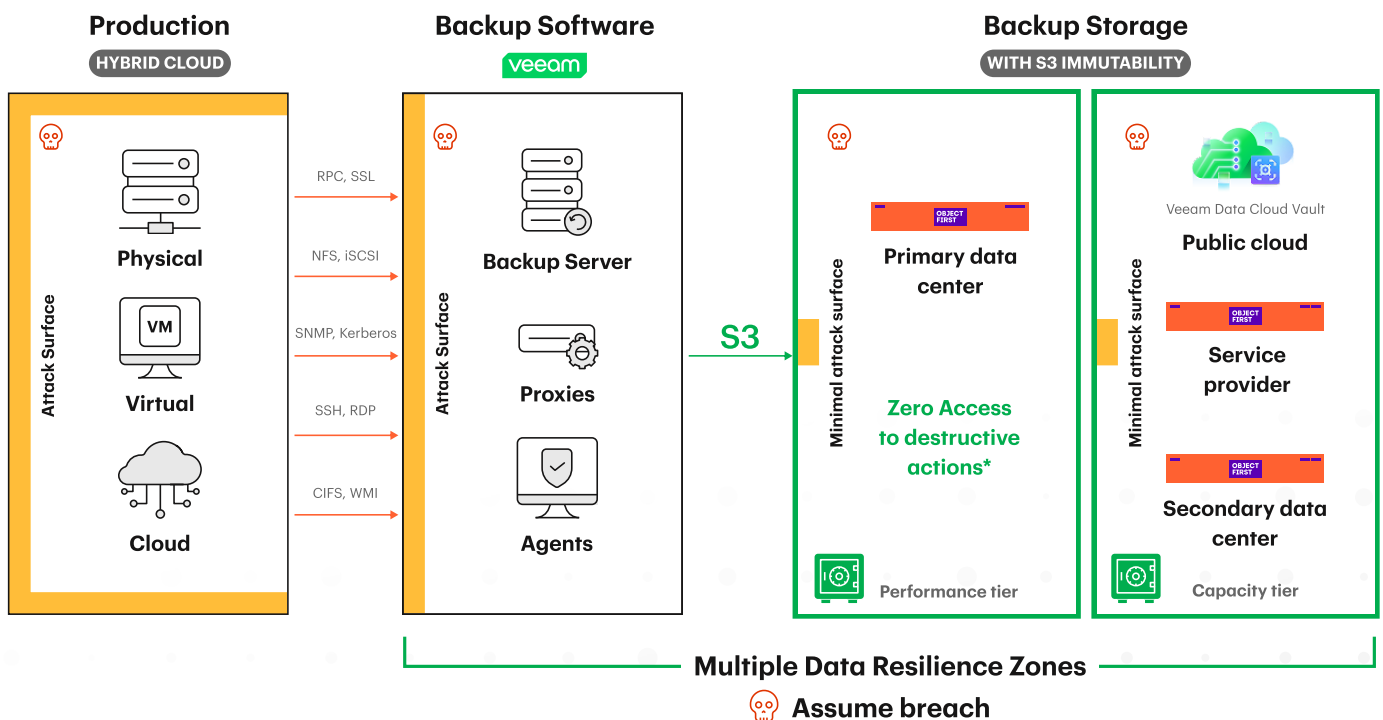 Production
HYBRID CLOUD
Attack Surface
Physical
VM
Virtual
Cloud
RPC, SSL
NFS, iSCSI
SNMP, Kerberos
SSH, RDP
CIFS, WMI
Backup Software
veeam
Attack Surface
Backup Server
Proxies
Agents
S3
Backup Storage
WITH S3 IMMUTABILITY
Minimal attack surface
OBJECT
FIRST
Primary data
center
Zero Access
to destructive
actions*
Performance tier
Minimal attack surface
Veeam Data Cloud Vault
Public cloud
OBJECT
FIRST
Service
provider
OBJECT
FIRST
Secondary data
center
Capacity tier
Multiple Data Resilience Zones
Assume breach